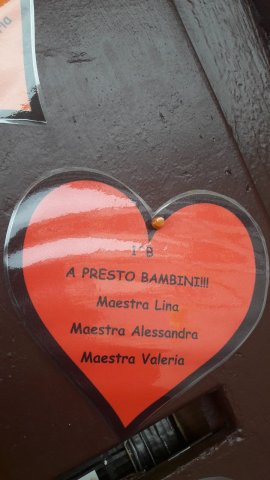 1 B
A PRESTO BAMBINI!!!
Maestra Lina
Maestra Alessandra
Maestra Valeria